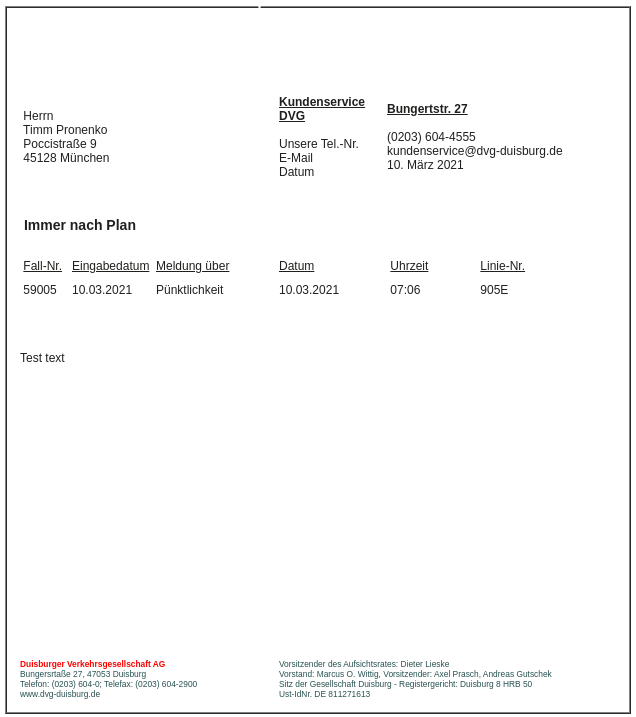 Herrn
Timm Pronenko
Poccistraße 9
45128 München
Kundenservice
DVG
Bungertstr. 27
Unsere Tel.-Nr.
(0203) 604-4555
E-Mail
kundenservice@dvg-duisburg.de
Datum
10. März 2021
Immer nach Plan
Fall-Nr. Eingabedatum Meldung über Datum Uhrzeit Linie-Nr.
59005 10.03.2021 Pünktlichkeit 10.03.2021 07:06 905E
Test text
Duisburger Verkehrsgesellschaft AG
Bungersrtaße 27, 47053 Duisburg
Telefon: (0203) 604-0; Telefax: (0203) 604-2900
www.dvg-duisburg.de
Vorsitzender des Aufsichtsrates: Dieter Lieske
Vorstand: Marcus O. Wittig, Vorsitzender: Axel Prasch, Andreas Gutschek
Sitz der Gesellschaft Duisburg - Registergericht: Duisburg 8 HRB 50
Ust-IdNr. DE 811271613